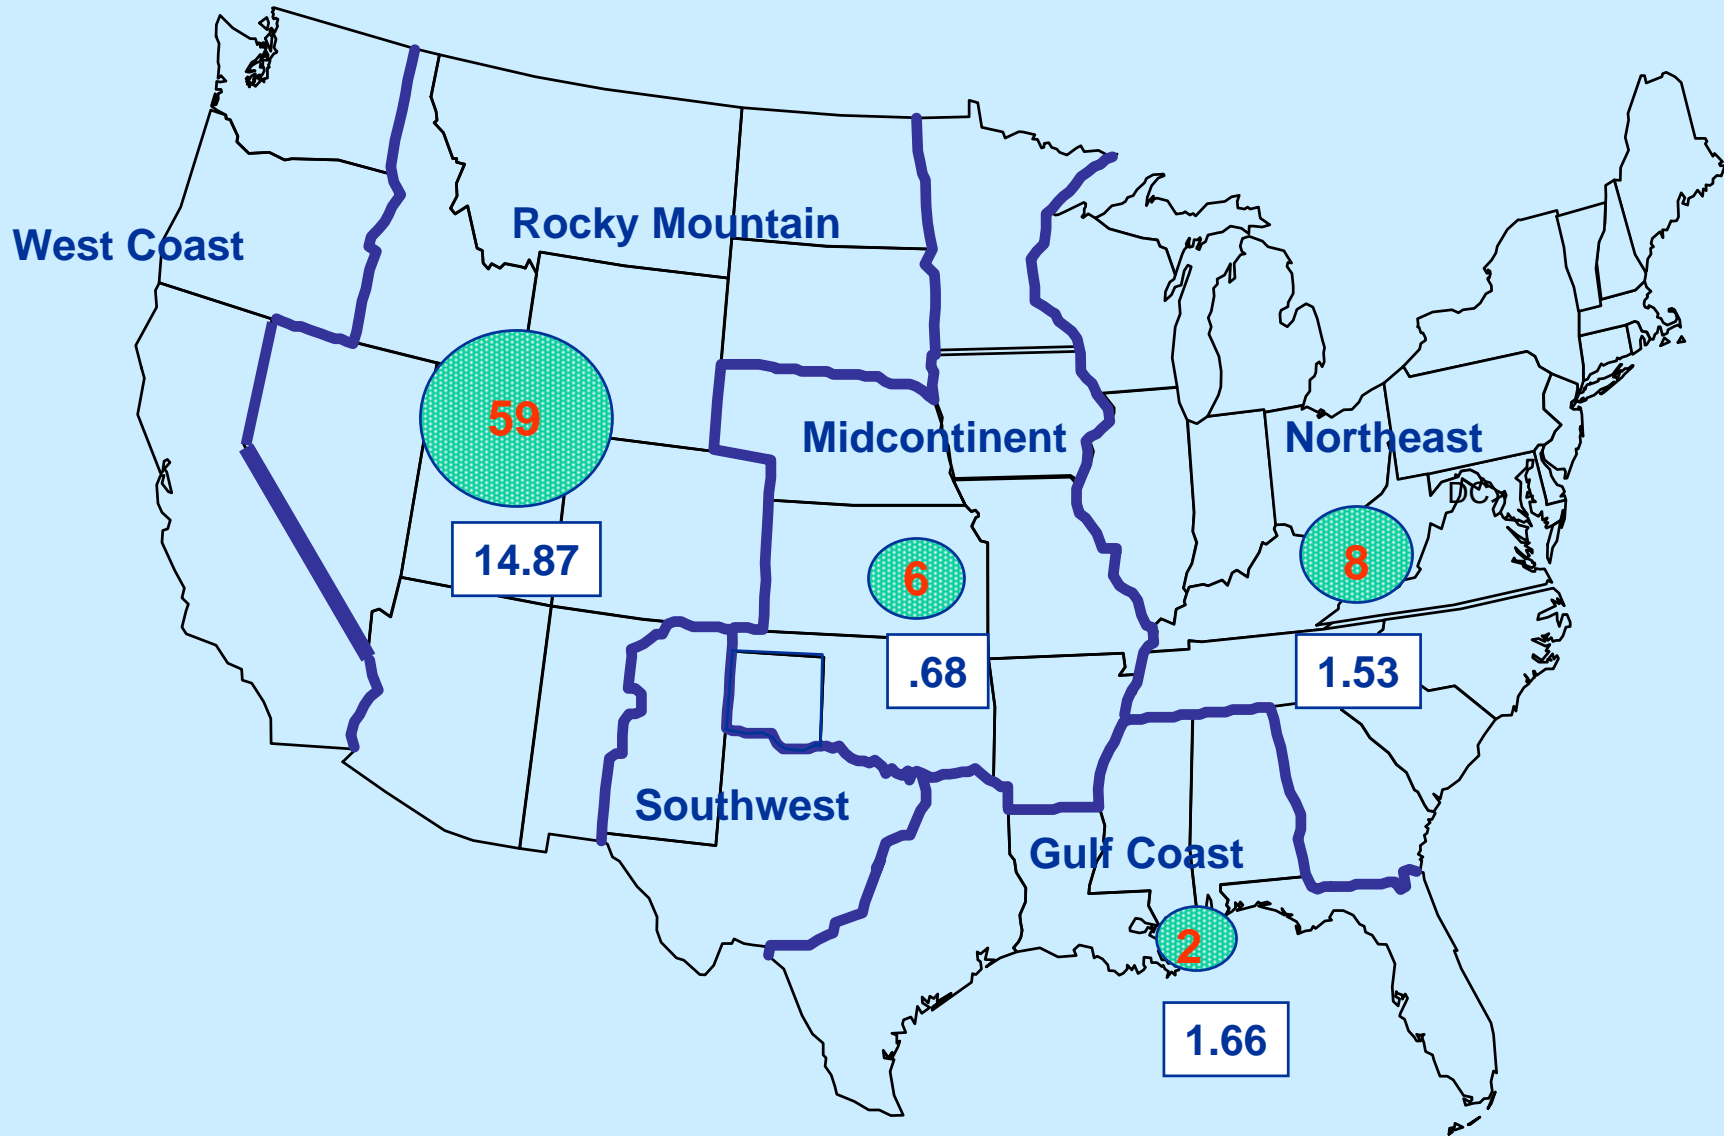 Rocky Mountain
West Coast
59
Midcontinent
Northeast
DC
14.87
6
8
.68
1.53
Southwest
Gulf Coast
2
1.66